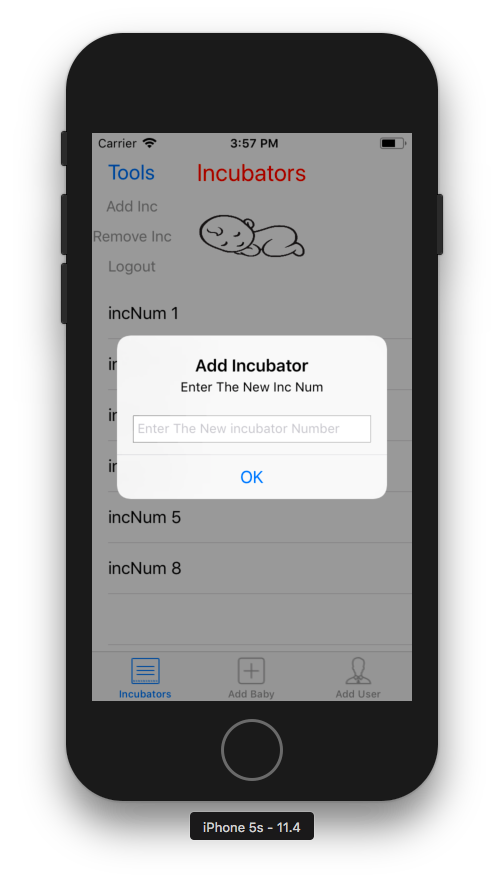 Carrier 3:57 PM
Tools Incubators
Add Inc
Remove Inc
Logout
incNum 1
in
Add Incubator
Enter The New Inc Num
in
Enter The New incubator Number
in
OK
incNum 5
incNum 8
Incubators Add Baby Add User
iPhone 5s - 11.4